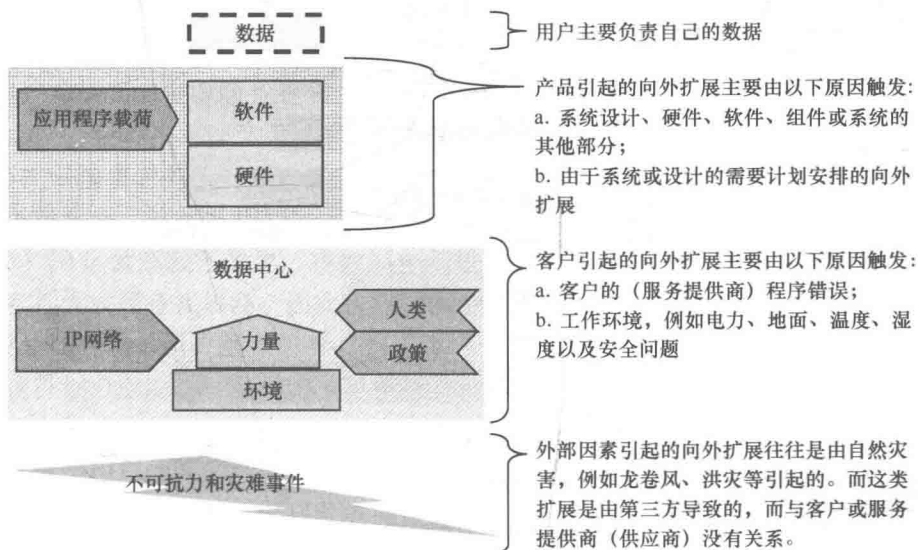 数据
用户主要负责自己的数据
应用程序载荷
软件
硬件
产品引起的向外扩展主要由以下原因触发:
a. 系统设计、硬件、软件、组件或系统的
其他部分;
b. 由于系统或设计的需要计划安排的向外
扩展
数据中心
IP网络
力量
环境
人类
政策
客户引起的向外扩展主要由以下原因触发:
a. 客户的（服务提供商）程序错误;
b. 工作环境，例如电力、地面、温度、湿
度以及安全问题
不可抗力和灾难事件
外部因素引起的向外扩展往往是由自然灾
害，例如龙卷风、洪灾等引起的。而这类
扩展是由第三方导致的，而与客户或服务
提供商（供应商）没有关系。